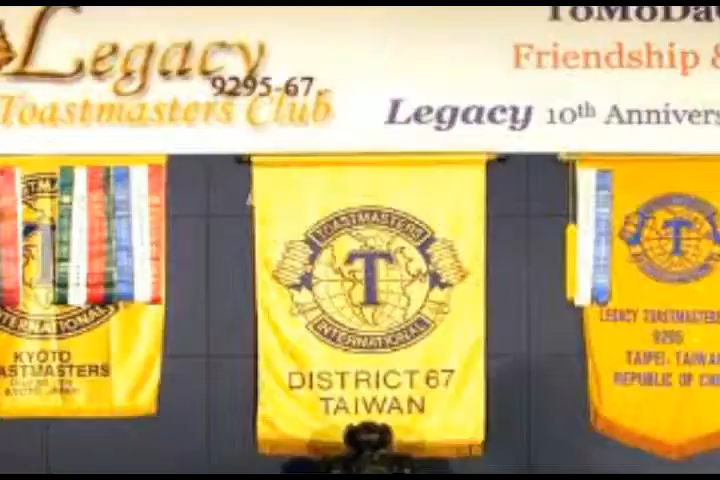 Legacy
9295-67
Toastmasters Club
ToMoDa
Friendship &
Legacy 10th Annivers
TOASTMASTERS
T
INTERNATIONAL
DISTRICT 67
TAIWAN
INTERNATIONAL
KYOTO
TOASTMASTERS
T
LEGACY TOASTMASTERS
9295
TAIPEI-TAIWAN
REPUBLIC OF CHI